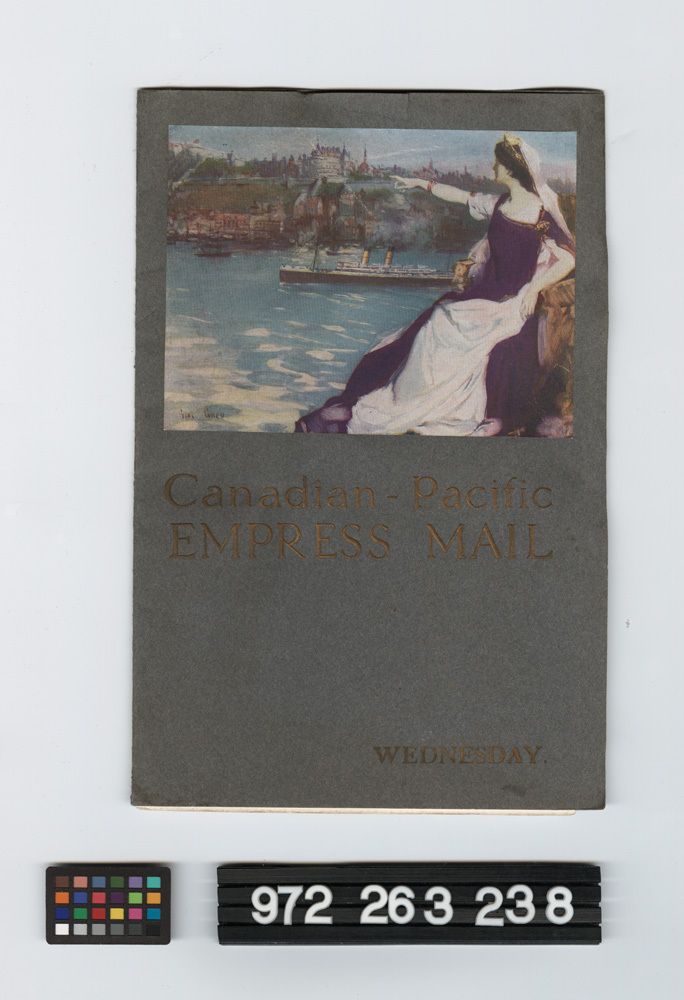 Canadian-Pacific
EMPRESS MAIL
WEDNESDAY.
972 263 238